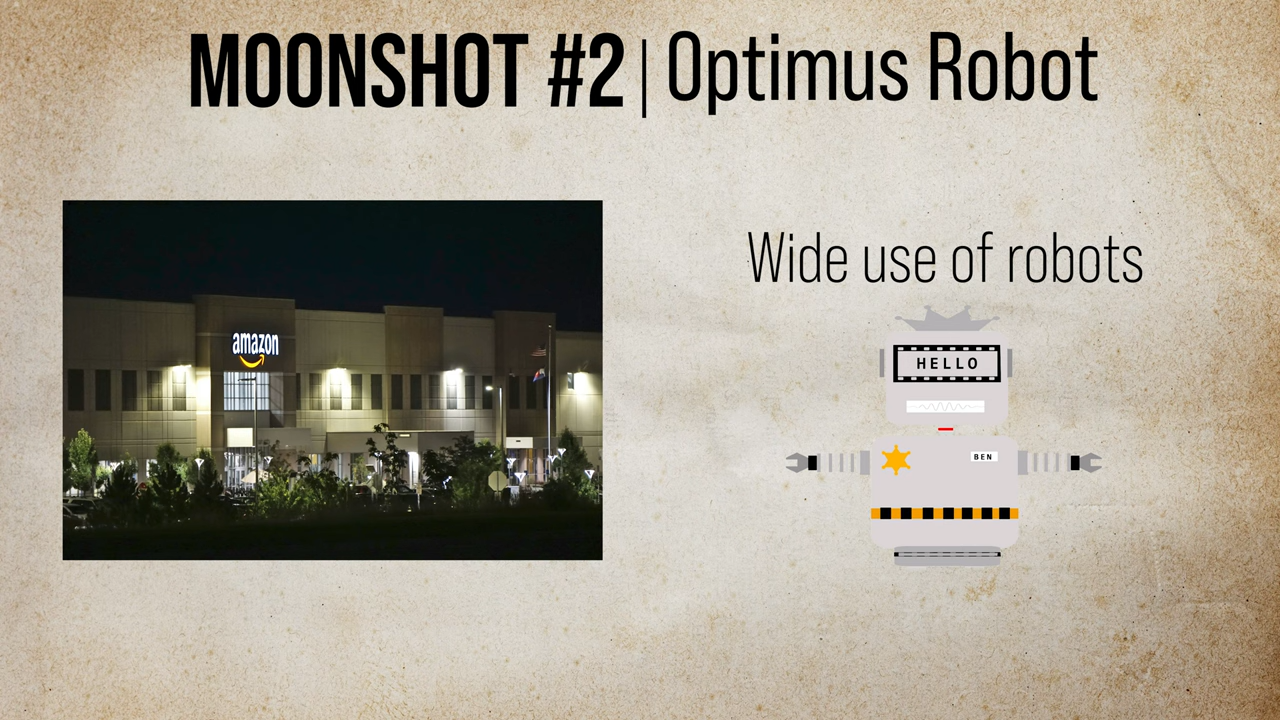 MOONSHOT #2 | Optimus Robot
amazon
Wide use of robots
HELLO
BEN